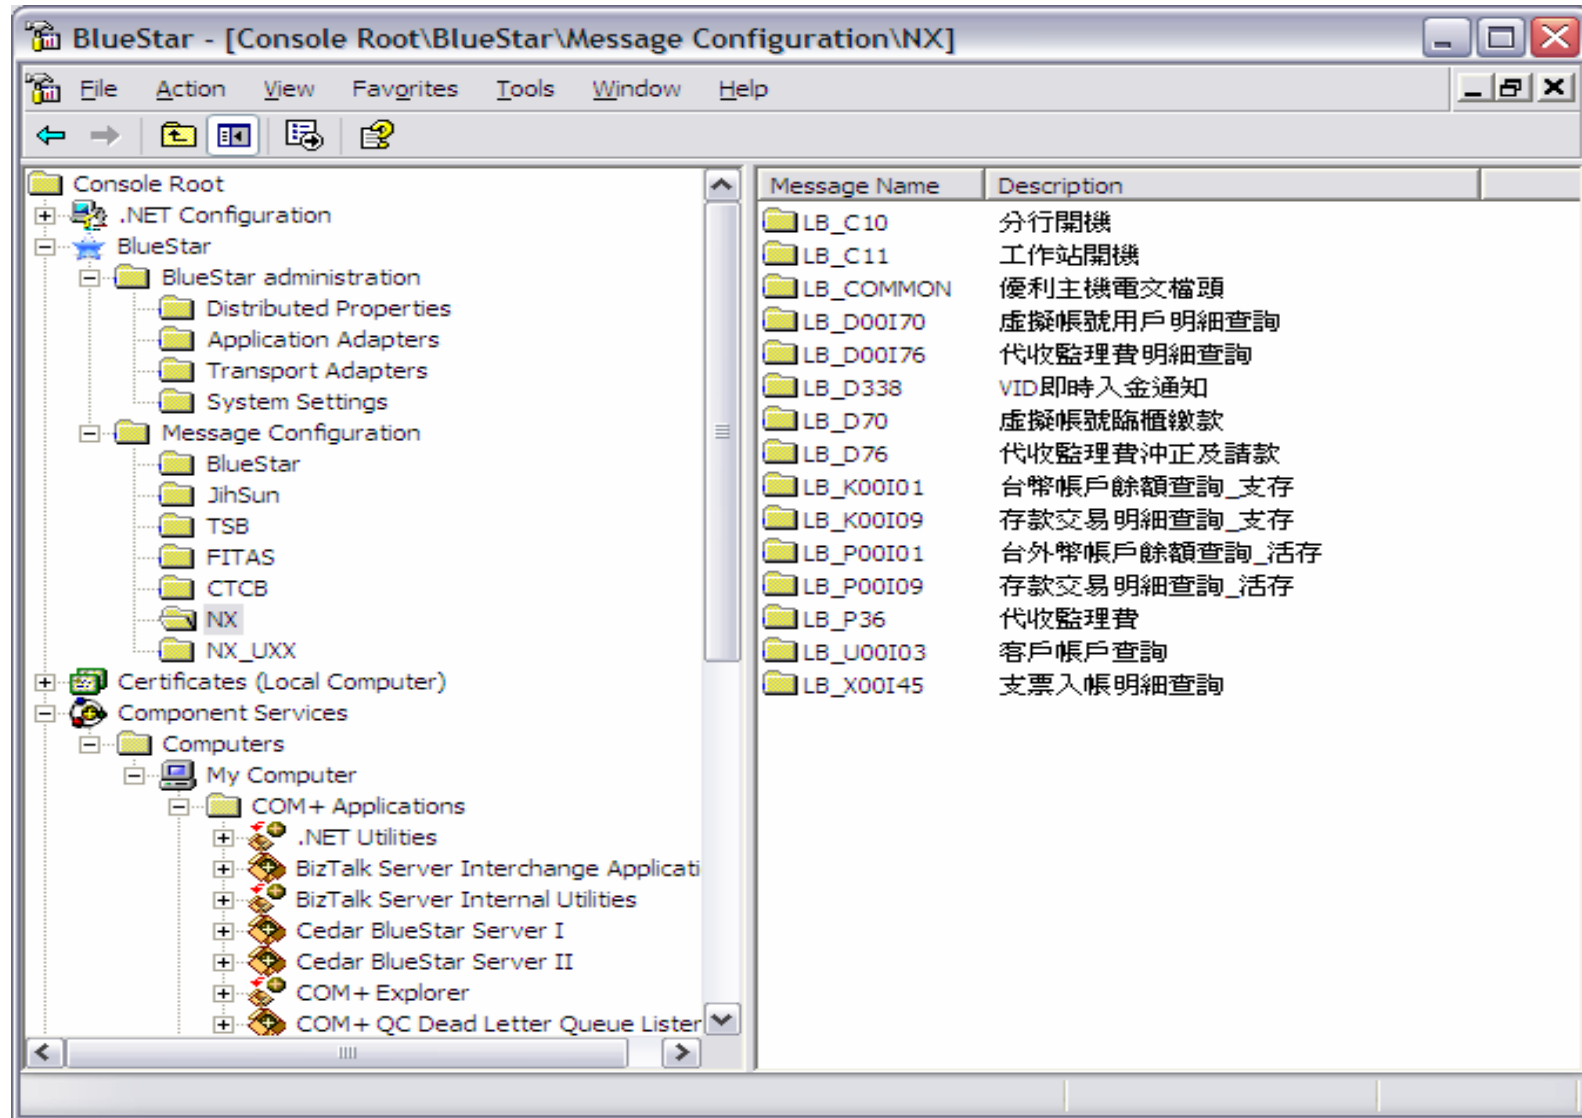 BlueStar - [Console Root\BlueStar\Message Configuration\NX]
File Action View Favorites Tools Window Help
Console Root
.NET Configuration
BlueStar
BlueStar administration
Distributed Properties
Application Adapters
Transport Adapters
System Settings
Message Configuration
BlueStar
JihSun
TSB
FITAS
CTCB
NX
NX_UXX
Certificates (Local Computer)
Component Services
Computers
My Computer
COM+ Applications
.NET Utilities
BizTalk Server Interchange Applicati
BizTalk Server Internal Utilities
Cedar BlueStar Server I
Cedar BlueStar Server II
COM+ Explorer
COM+ QC Dead Letter Queue Lister
Message Name Description
LB_C10 分行開機
LB_C11 工作站開機
LB_COMMON 優利主機電文檔頭
LB_D00I70 虛擬帳號用戶明細查詢
LB_D00I76 代收監理費明細查詢
LB_D338 VID即時入金通知
LB_D70 虛擬帳號臨櫃繳款
LB_D76 代收監理費沖正及請款
LB_K00I01 台幣帳戶餘額查詢_支存
LB_K00I09 存款交易明細查詢_支存
LB_P00I01 台外幣帳戶餘額查詢_活存
LB_P00I09 存款交易明細查詢_活存
LB_P36 代收監理費
LB_U00I03 客戶帳戶查詢
LB_X00I45 支票入帳明細查詢